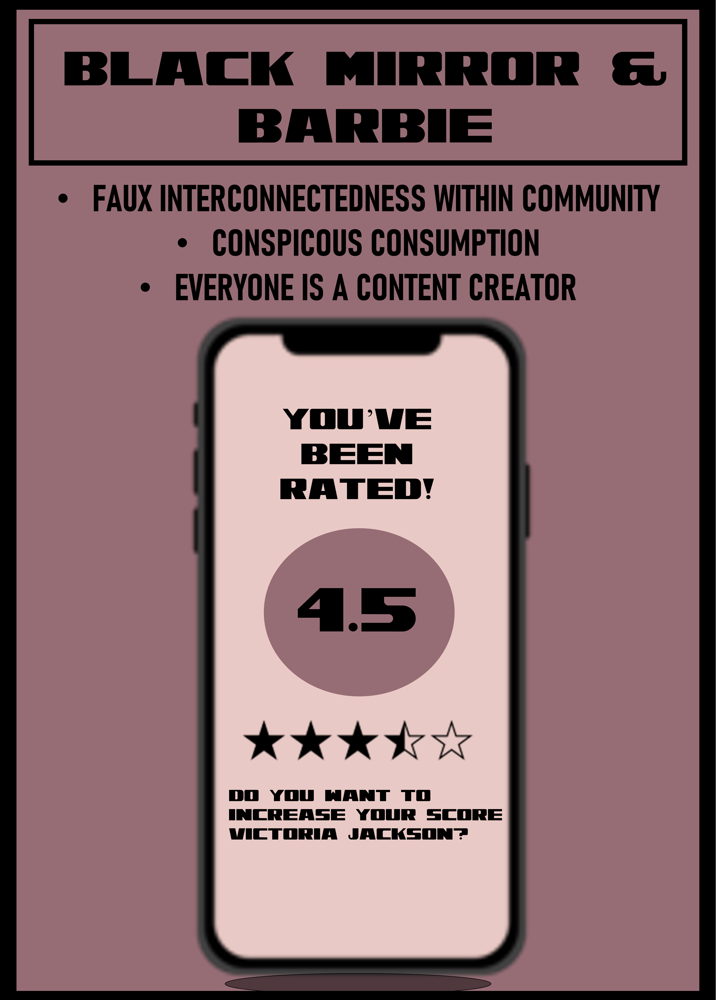 BLACK MIRROR &
BARBIE
• FAUX INTERCONNECTEDNESS WITHIN COMMUNITY
• CONSPICOUS CONSUMPTION
• EVERYONE IS A CONTENT CREATOR
YOU'VE
BEEN
RATED!
4.5
DO YOU WANT TO
INCREASE YOUR SCORE
VICTORIA JACKSON?